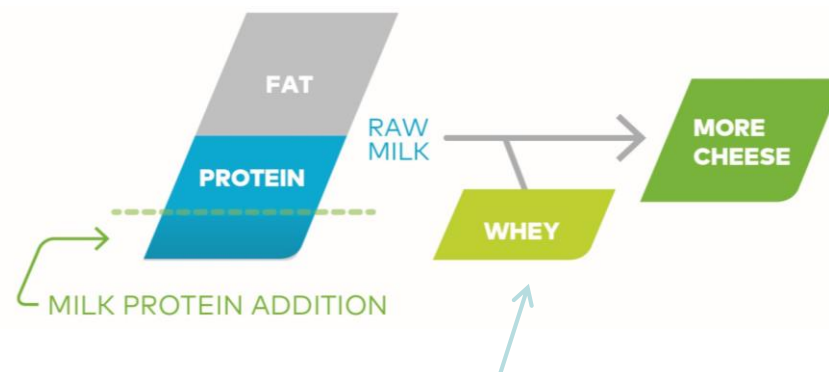 FAT
PROTEIN
MILK PROTEIN ADDITION
RAW
MILK
WHEY
MORE
CHEESE